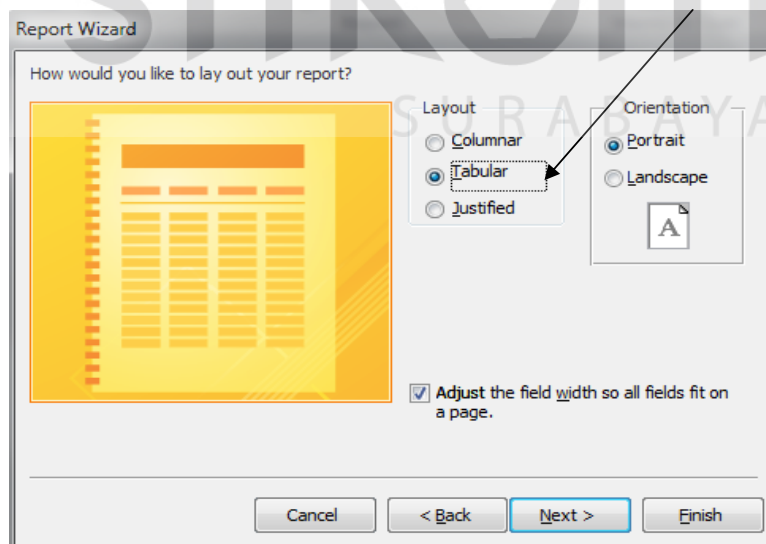 Report Wizard
How would you like to lay out your report?
Layout
Columnar
Tabular
Justified
Orientation
Portrait
Landscape
A
SURABAYA
Adjust the field width so all fields fit on
a page.
Cancel
< Back
Next >
Finish